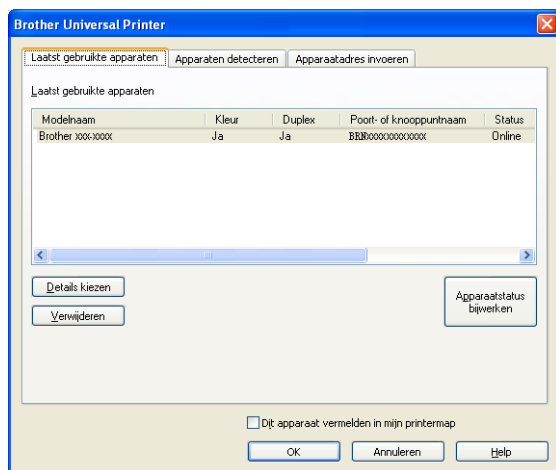 Brother Universal Printer
Laatst gebruikte apparaten Apparaten detecteren Apparaatadres invoeren
Laatst gebruikte apparaten
Modelnaam Kleur Duplex Poort- of knooppuntnaam Status
Brother xxx-xxxx Ja Ja BRNxxxxxxxxxxxx Online
Details kiezen
Verwijderen
Apparaatstatus
bijwerken
Dit apparaat vermelden in mijn printermap
OK Annuleren Help